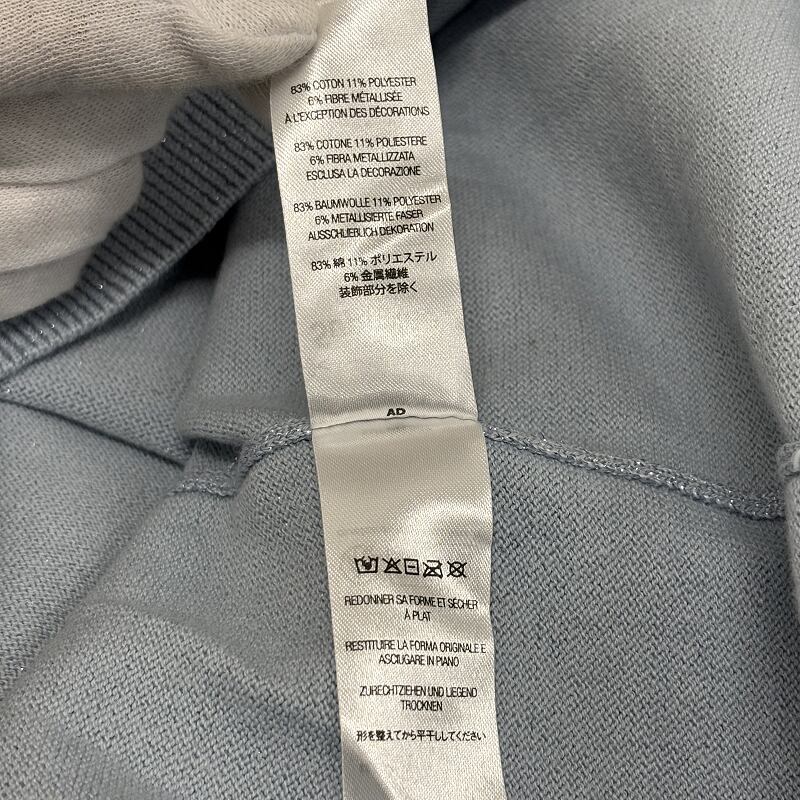 83% COTON 11% POLYESTER
6% FIBRE MÉTALLISÉE
À L'EXCEPTION DES DÉCORATIONS
83% COTONE 11% POLIESTERE
6% FIBRA METALLIZZATA
ESCLUSA LA DECORAZIONE
83% BAUMWOLLE 11% POLYESTER
6% METALLISIERTE FASER
AUSSCHLIEBLICH DEKORATION
83% 綿 11% ポリエステル
6% 金属繊維
装飾部分を除く
AD
REDONNER SA FORME ET SÉCHER
À PLAT
RESTITUIRE LA FORMA ORIGINALE E
ASCIUGARE IN PIANO
ZURECHTZIEHEN UND LIEGEND
TROCKNEN
形を整えてから平干ししてください